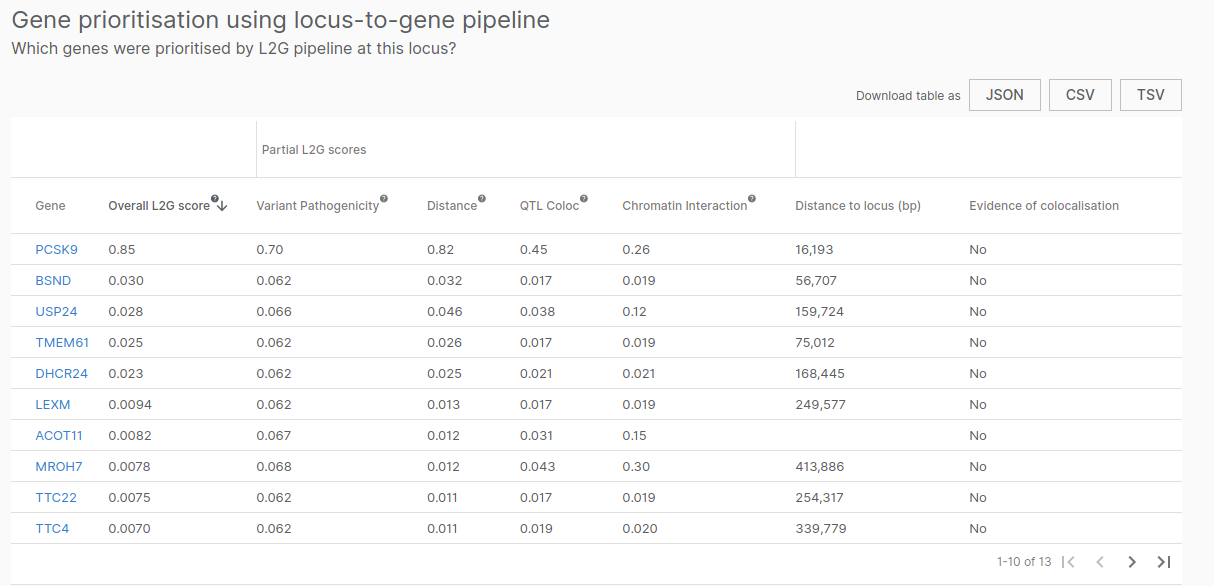 Gene prioritisation using locus-to-gene pipeline
Which genes were prioritised by L2G pipeline at this locus?
Download table as JSON CSV TSV
Partial L2G scores
Gene Overall L2G score Variant Pathogenicity Distance QTL Coloc Chromatin Interaction Distance to locus (bp) Evidence of colocalisation
PCSK9 0.85 0.70 0.82 0.45 0.26 16,193 No
BSND 0.030 0.062 0.032 0.017 0.019 56,707 No
USP24 0.028 0.066 0.046 0.038 0.12 159,724 No
TMEM61 0.025 0.062 0.026 0.017 0.019 75,012 No
DHCR24 0.023 0.062 0.025 0.021 0.021 168,445 No
LEXM 0.0094 0.062 0.013 0.017 0.019 249,577 No
ACOT11 0.0082 0.067 0.012 0.031 0.15 No
MROH7 0.0078 0.068 0.012 0.043 0.30 413,886 No
TTC22 0.0075 0.062 0.011 0.017 0.019 254,317 No
TTC4 0.0070 0.062 0.011 0.019 0.020 339,779 No
1-10 of 13